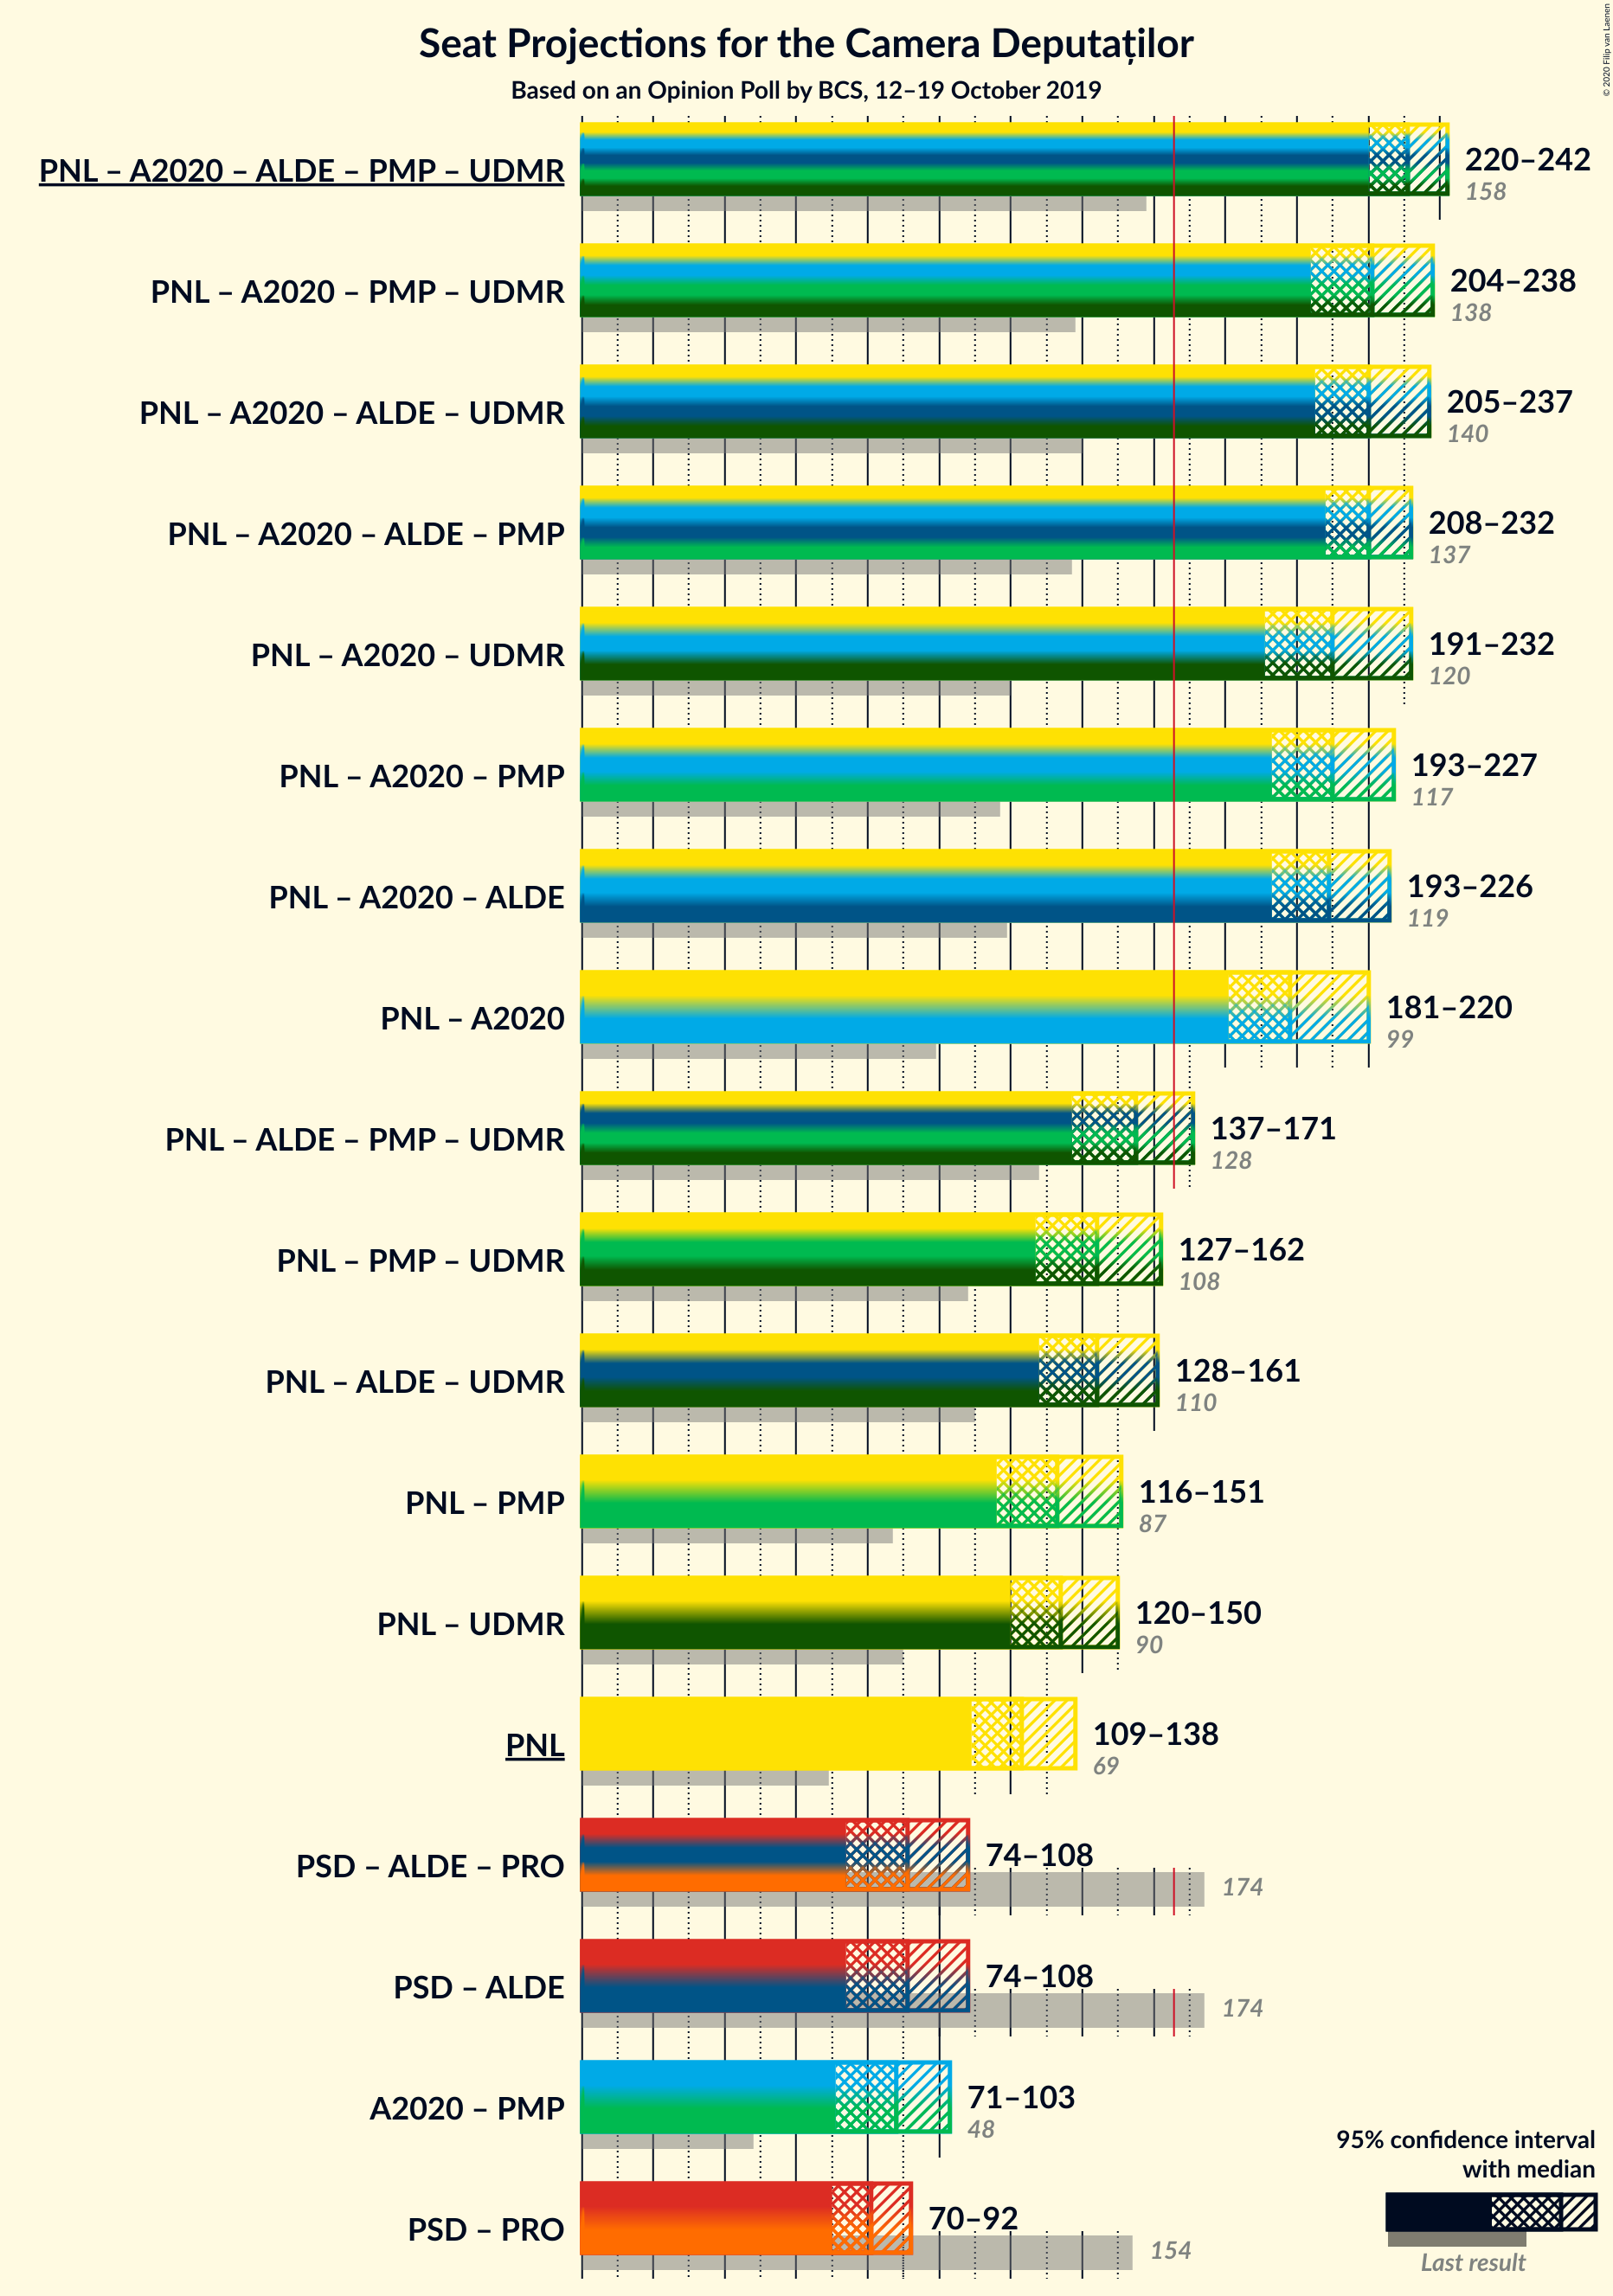 Seat Projections for the Camera Deputaților
Based on an Opinion Poll by BCS, 12–19 October 2019
© 2020 Filip van Laenen
PNL – A2020 – ALDE – PMP – UDMR
220–242
158
PNL – A2020 – PMP – UDMR
204–238
138
PNL – A2020 – ALDE – UDMR
205–237
140
PNL – A2020 – ALDE – PMP
208–232
137
PNL – A2020 – UDMR
191–232
120
PNL – A2020 – PMP
193–227
117
PNL – A2020 – ALDE
193–226
119
PNL – A2020
181–220
99
PNL – ALDE – PMP – UDMR
137–171
128
PNL – PMP – UDMR
127–162
108
PNL – ALDE – UDMR
128–161
110
PNL – PMP
116–151
87
PNL – UDMR
120–150
90
PNL
109–138
69
PSD – ALDE – PRO
74–108
174
PSD – ALDE
74–108
174
A2020 – PMP
71–103
48
PSD – PRO
70–92
154
95% confidence interval
with median
Last result